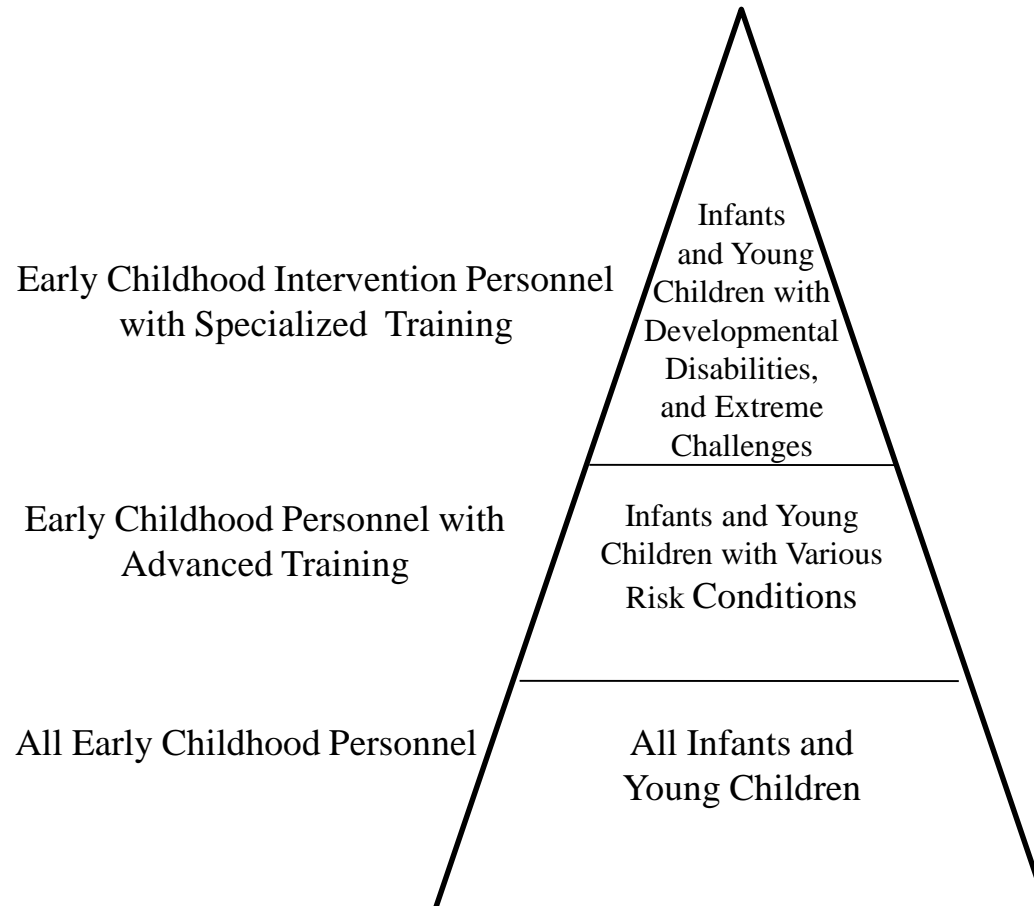 Infants
and Young
Children with
Developmental
Disabilities,
and Extreme
Challenges
Early Childhood Intervention Personnel
with Specialized Training
Early Childhood Personnel with
Advanced Training
Infants and Young
Children with Various
Risk Conditions
All Early Childhood Personnel
All Infants and
Young Children